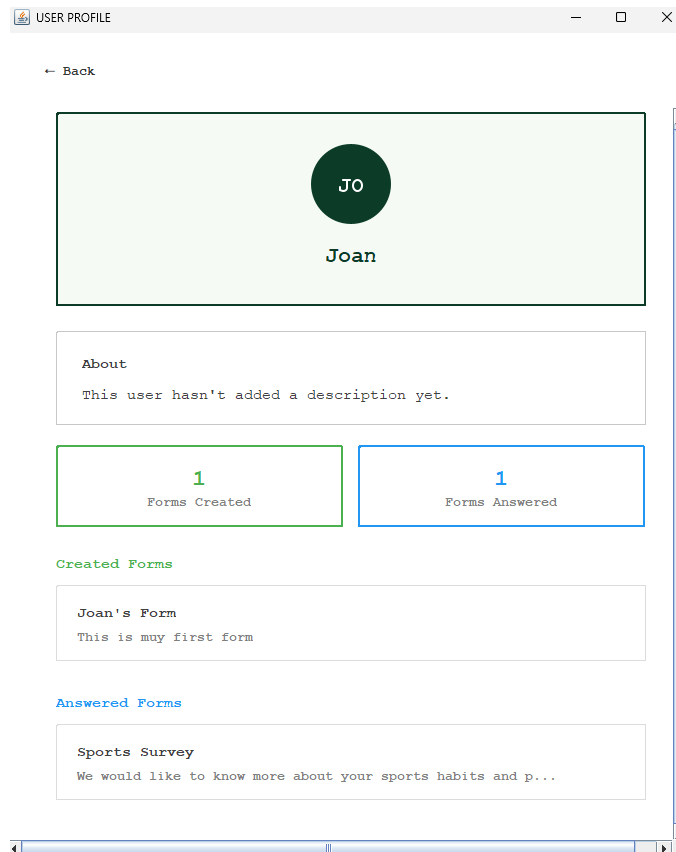 USER PROFILE
← Back
JO
Joan
About
This user hasn't added a description yet.
1
Forms Created
1
Forms Answered
Created Forms
Joan's Form
This is muy first form
Answered Forms
Sports Survey
We would like to know more about your sports habits and p...